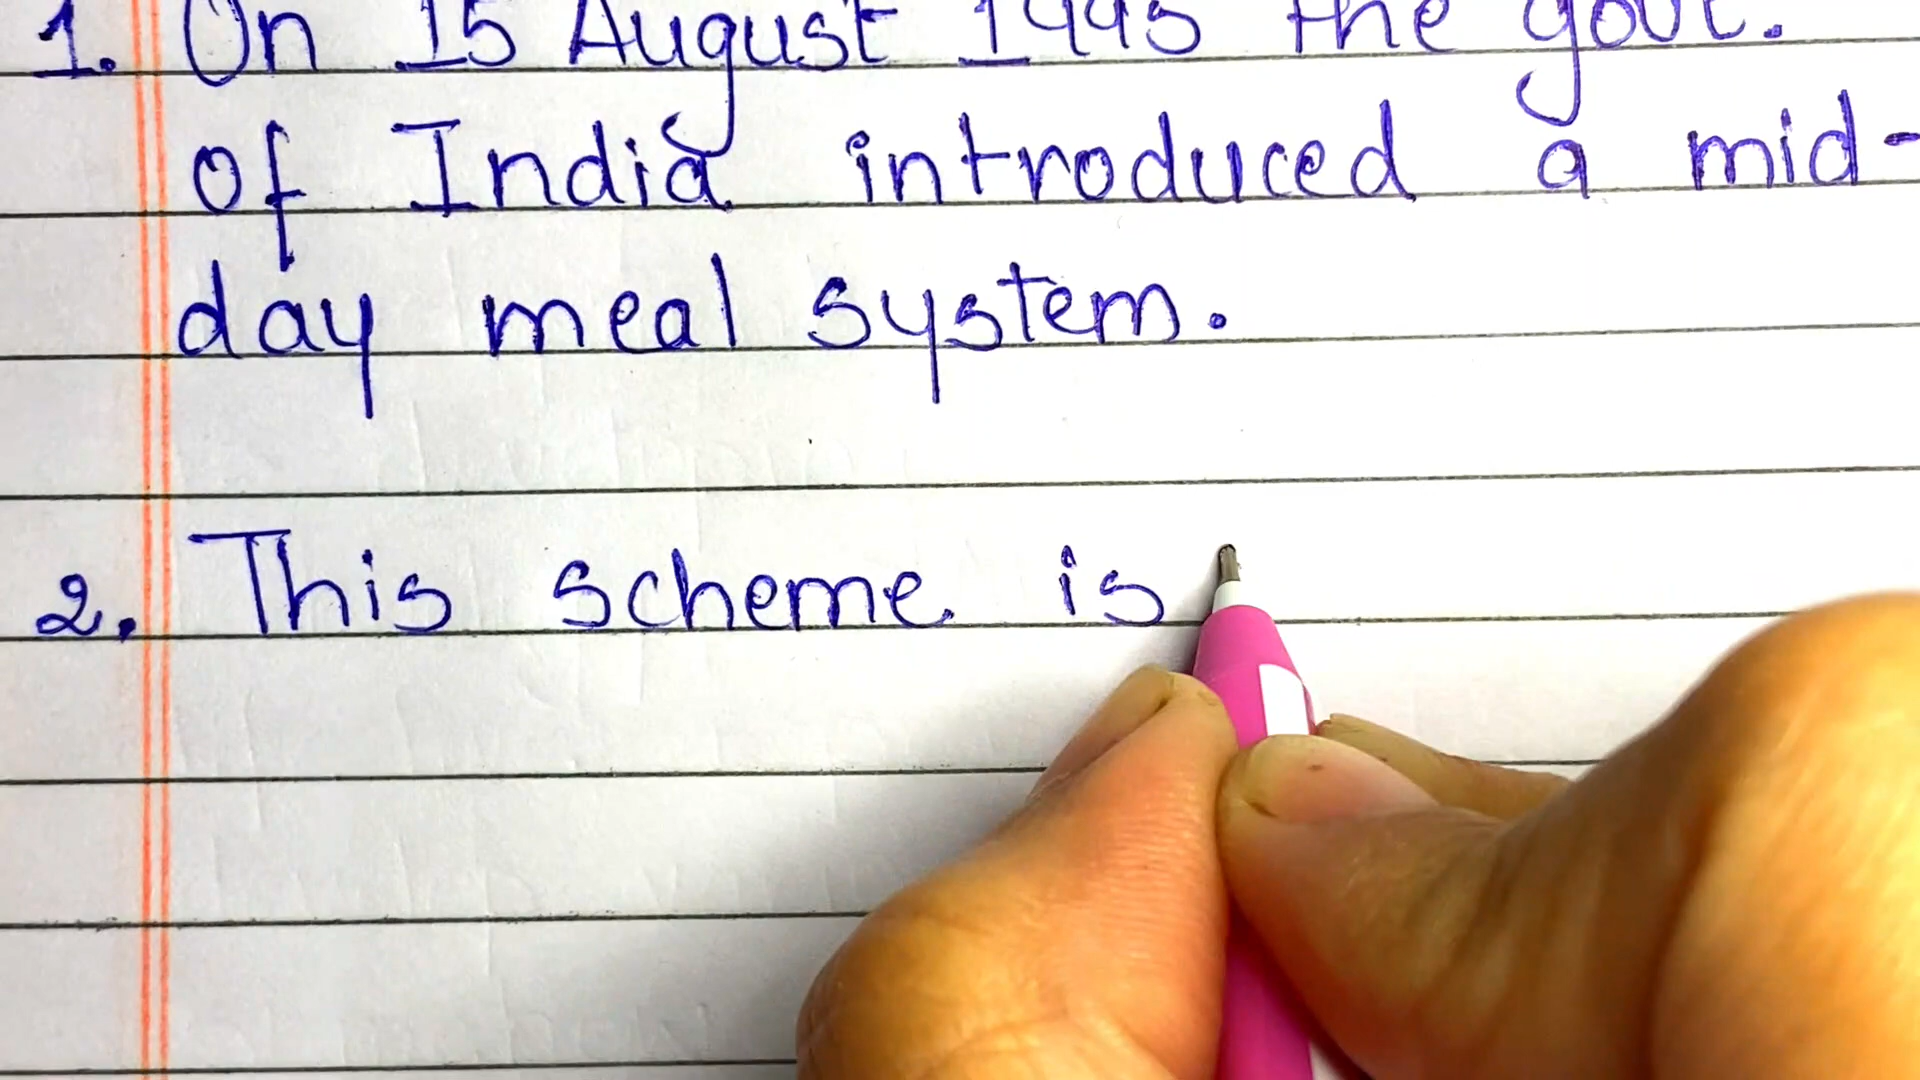 1. On 15 August 1995 the govt.
of India introduced a mid-
day meal system.
2. This scheme is